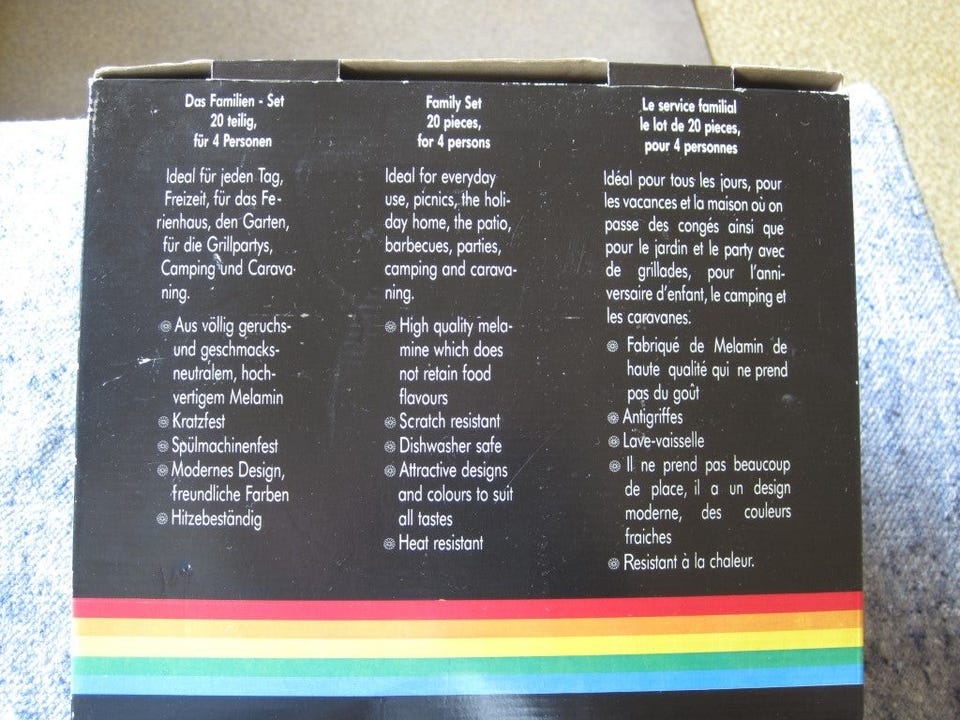 Das Familien - Set
20 teilig,
für 4 Personen
Ideal für jeden Tag,
Freizeit, für das Fe-
rienhaus, den Garten,
für die Grillpartys,
Camping und Carava-
ning.
Aus völlig geruchs-
und geschmacks-
neutralem, hoch-
vertigem Melamin
Kratzfest
Spülmachinenfest
Modernes Design,
freundliche Farben
Hitzebeständig
Family Set
20 pieces,
for 4 persons
Ideal for everyday
use, picnics, the holi-
day home, the patio,
barbecues, parties,
camping and carava-
ning.
High quality mela-
mine which does
not retain food
flavours
Scratch resistant
Dishwasher safe
Attractive designs
and colours to suit
all tastes
Heat resistant
Le service familial
le lot de 20 pieces,
pour 4 personnes
Idéal pour tous les jours, pour
les vacances et la maison où on
passe des congés ainsi que
pour le jardin et le party avec
de grillades, pour l'anni-
versaire d'enfant, le camping et
les caravanes.
Fabriqué de Melamin de
haute qualité qui ne prend
pas du goût
Antigriffes
Lave-vaisselle
Il ne prend pas beaucoup
de place, il a un design
moderne, des couleurs
fraiches
Resistant à la chaleur.